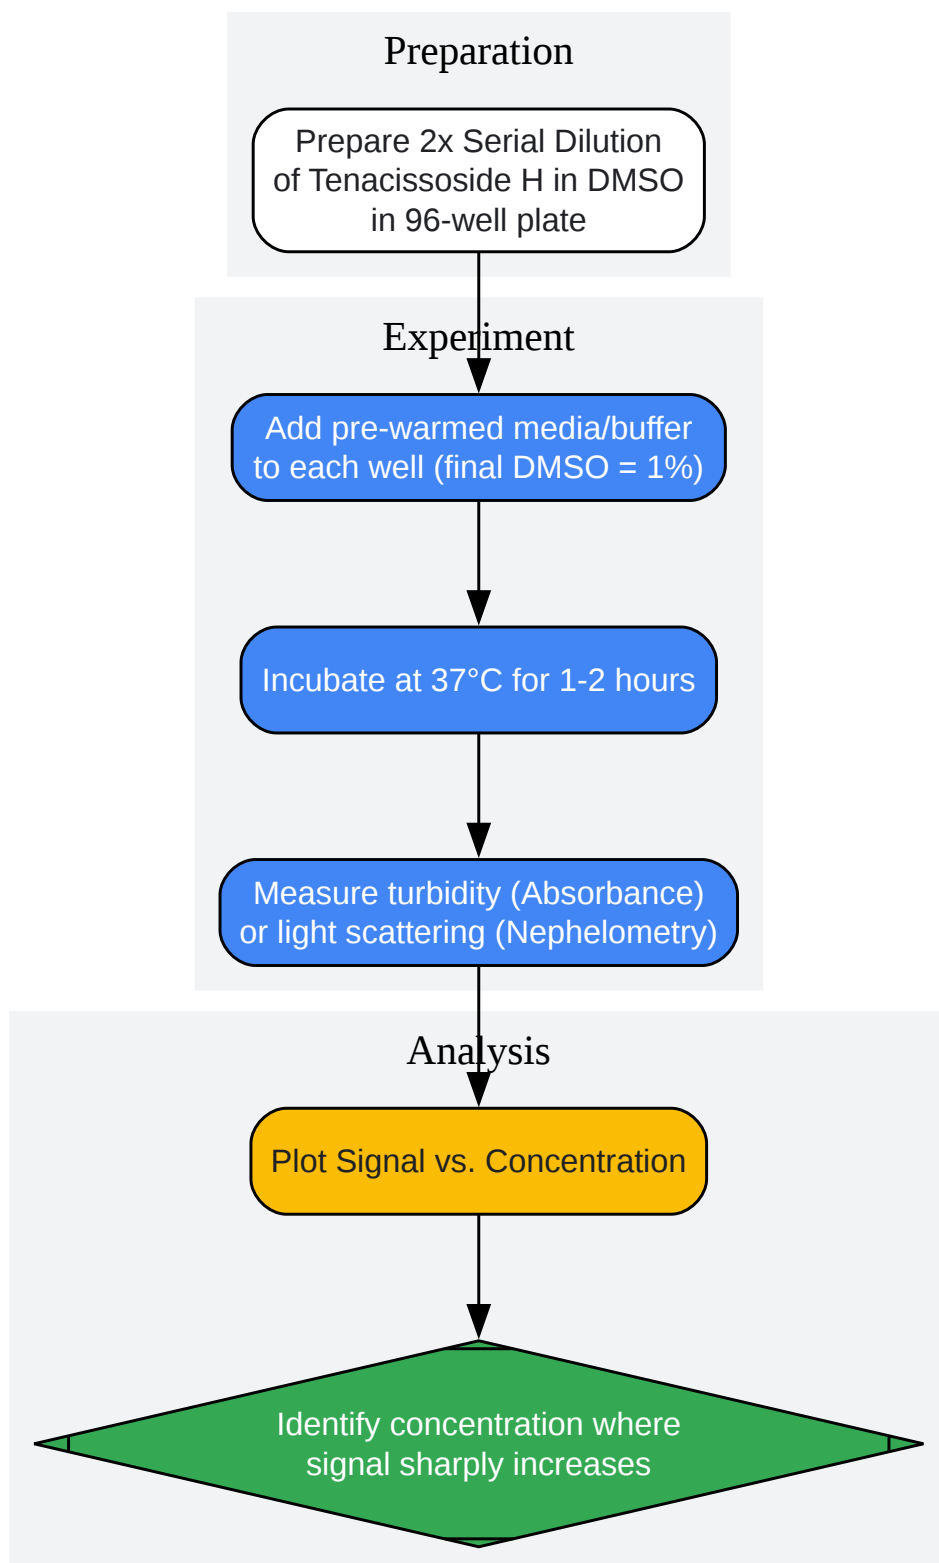 Preparation
Prepare 2x Serial Dilution
of Tenacissoside H in DMSO
in 96-well plate
Experiment
Add pre-warmed media/buffer
to each well (final DMSO = 1%)
Incubate at 37°C for 1-2 hours
Measure turbidity (Absorbance)
or light scattering (Nephelometry)
Analysis
Plot Signal vs. Concentration
Identify concentration where
signal sharply increases